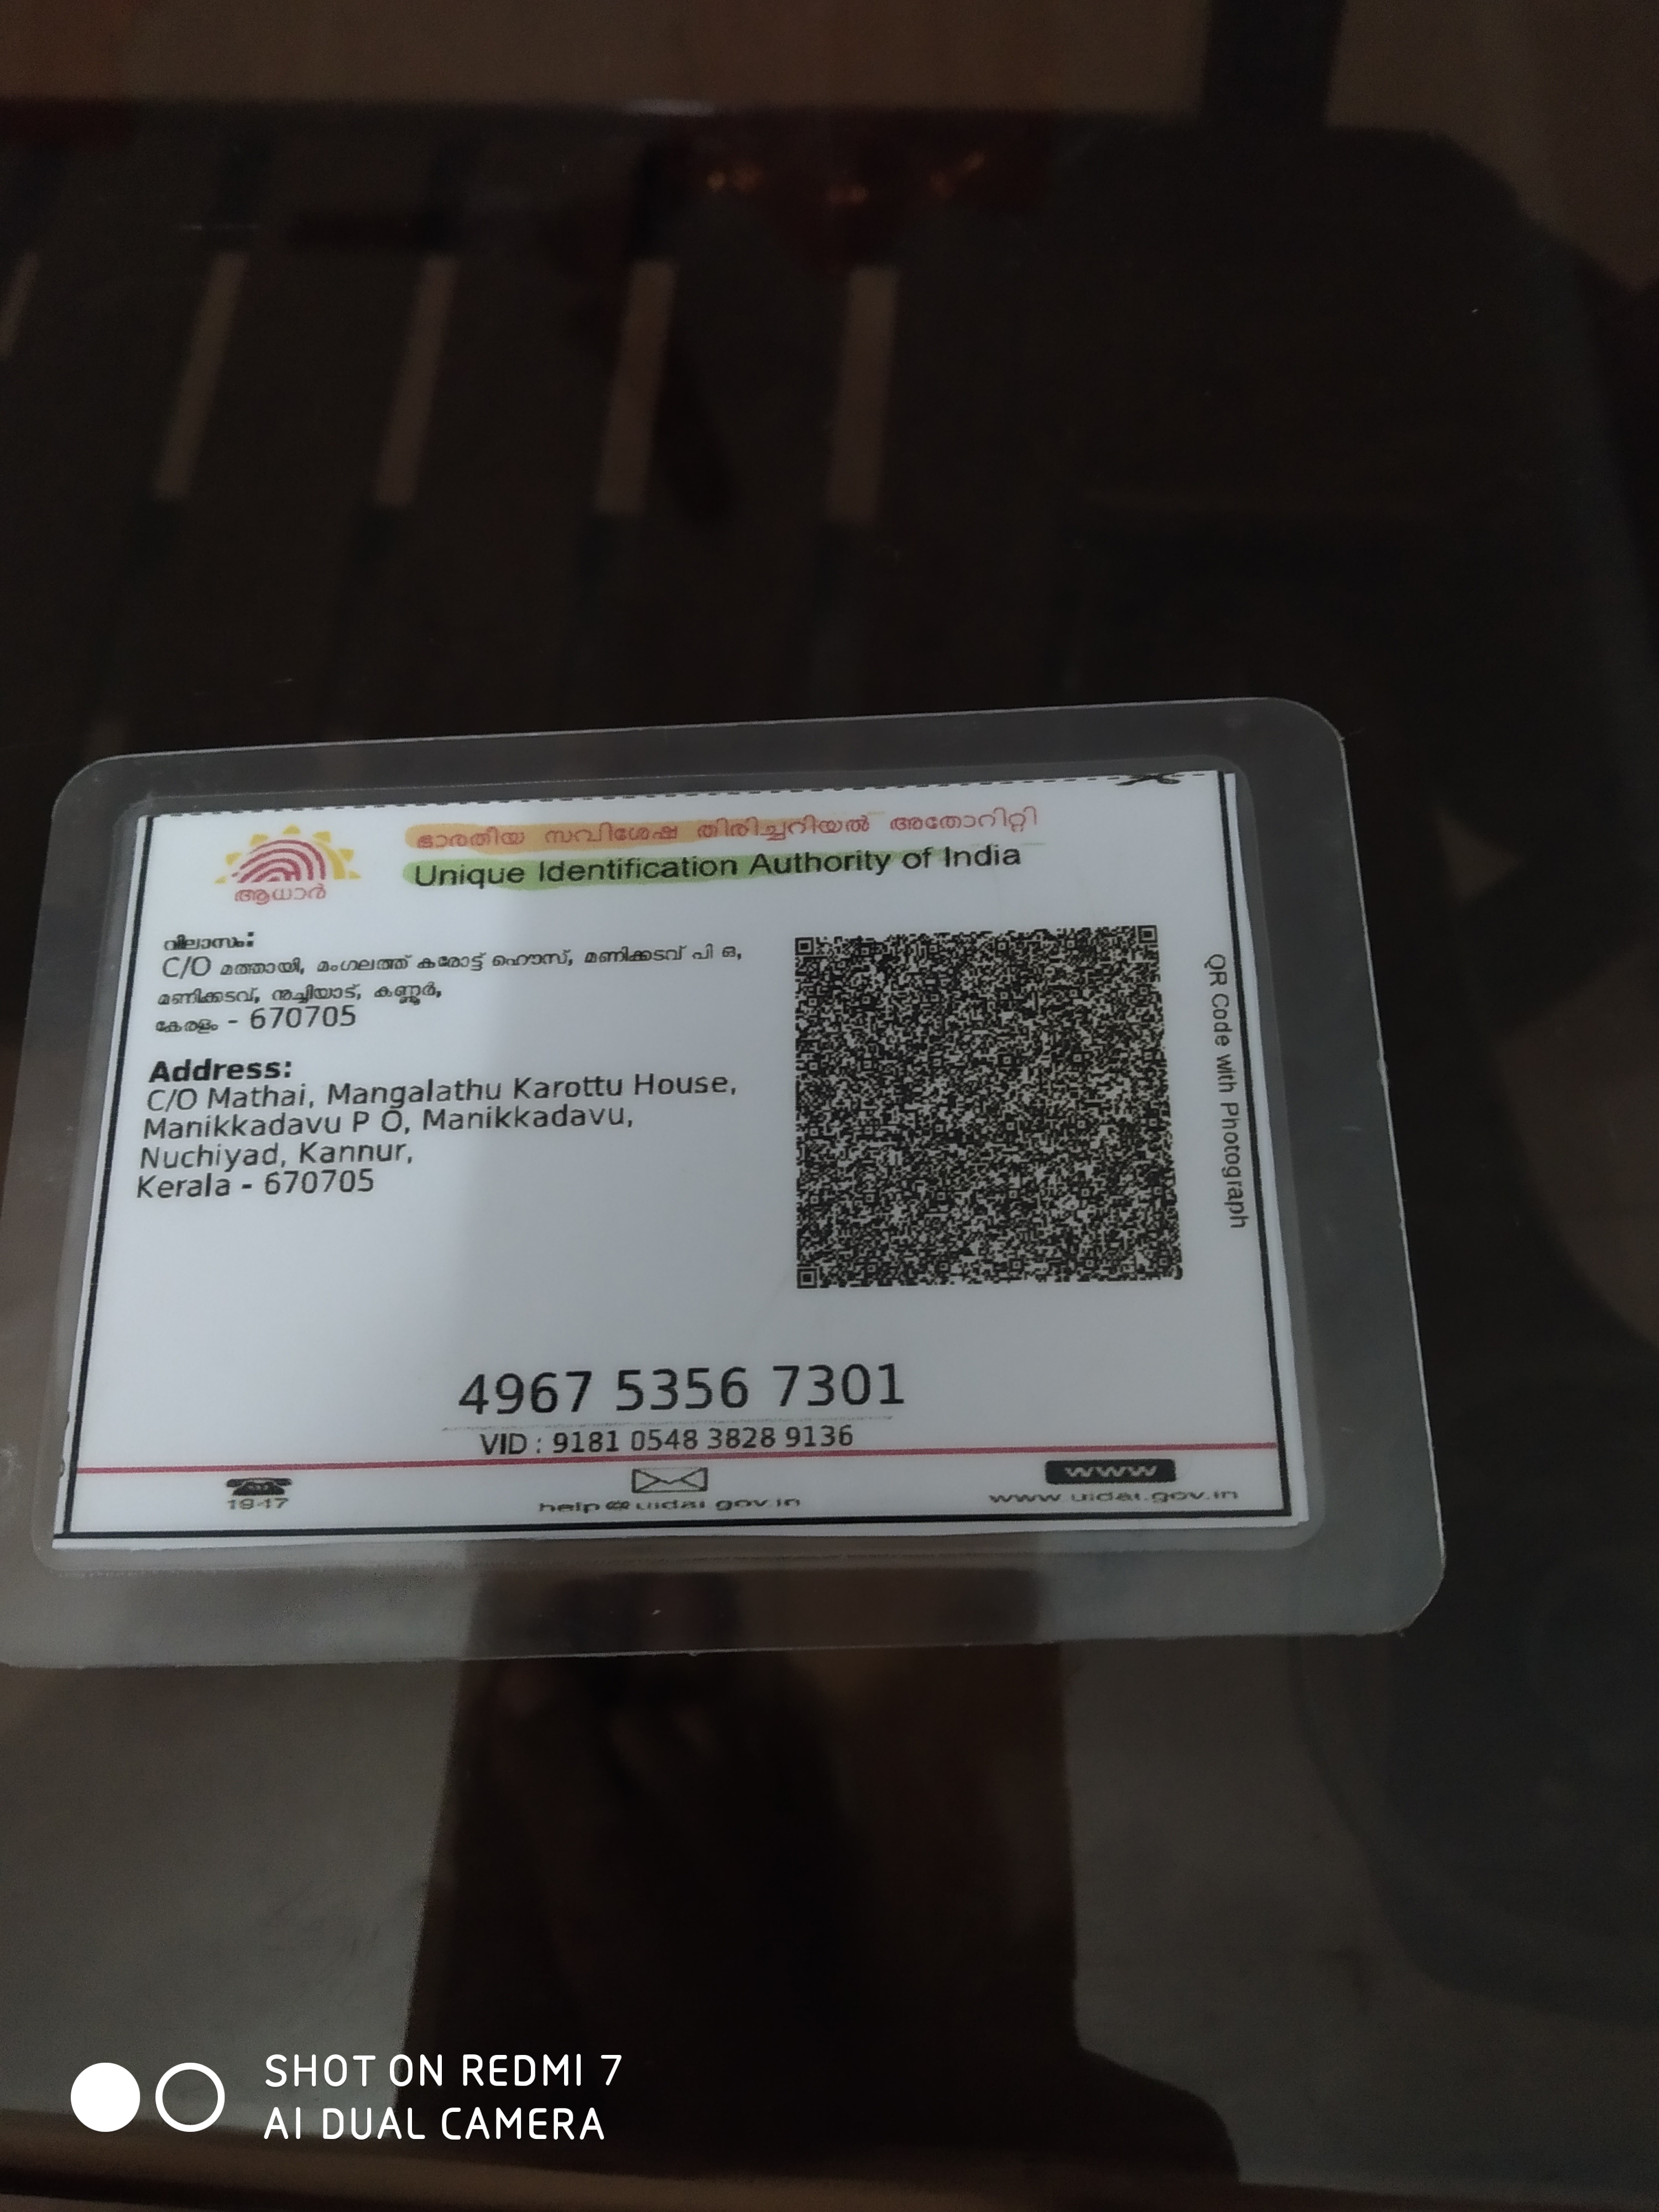 ഭാരതീയ സവിശേഷ തിരിച്ചറിയൽ അതോറിറ്റി
Unique Identification Authority of India
ആധാർ
വിലാസം:
C/O മത്തായി, മംഗലത്ത് കരോട്ട് ഹൌസ്, മണിക്കടവ് പി ഒ,
മണിക്കടവ്, നുച്ചിയാട്, കണ്ണൂർ,
കേരളം - 670705
Address:
C/O Mathai, Mangalathu Karottu House,
Manikkadavu P O, Manikkadavu,
Nuchiyad, Kannur,
Kerala - 670705
QR Code with Photograph
4967 5356 7301
VID : 9181 0548 3828 9136
1947
help@uidai.gov.in
www
www.uidai.gov.in
SHOT ON REDMI 7
AI DUAL CAMERA